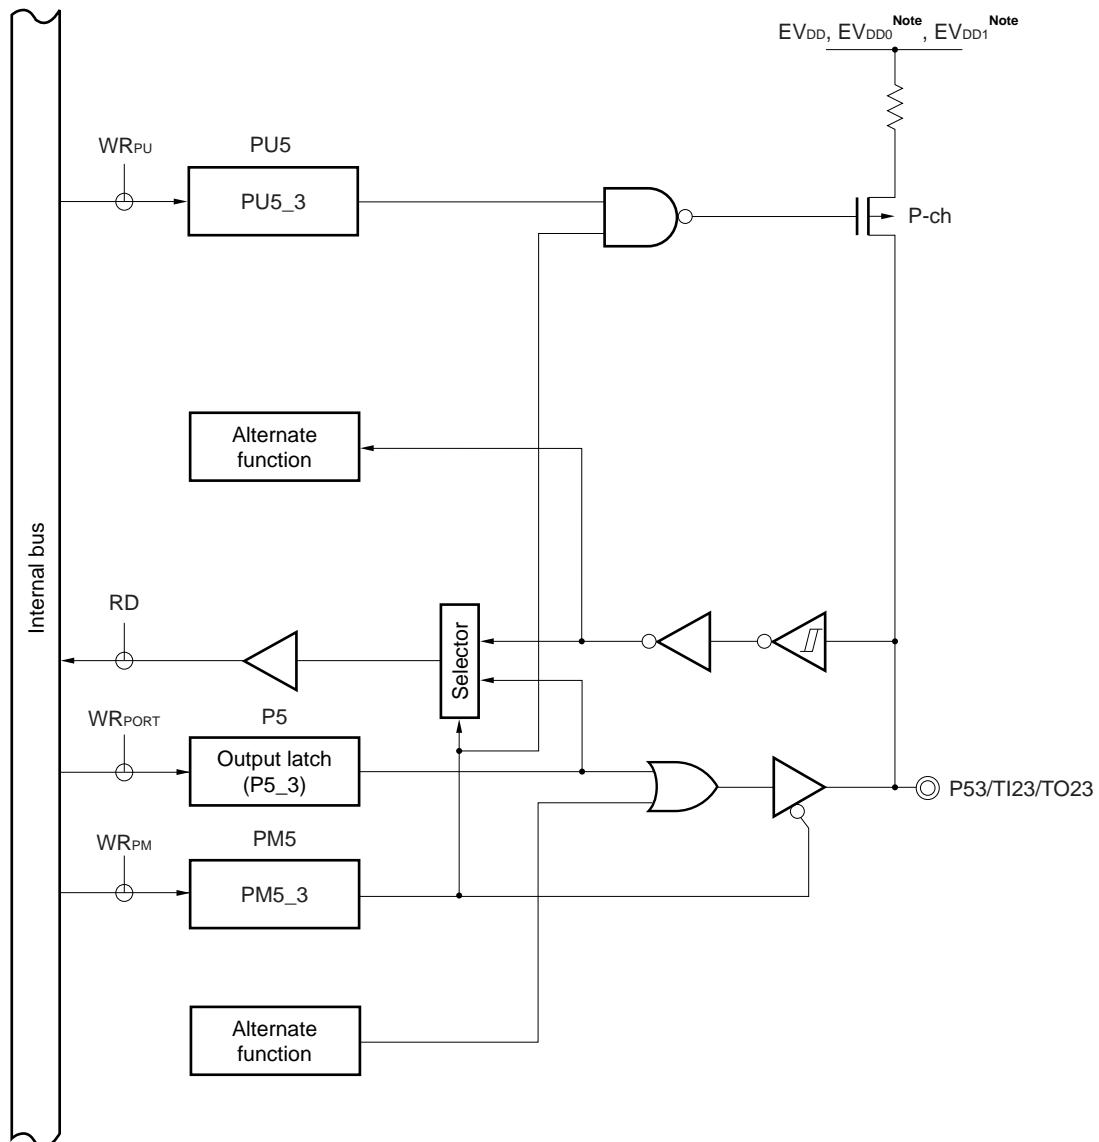 EVDD, EVDD0Note, EVDD1Note
WRPU
PU5
PU5_3
P-ch
Alternate
function
Internal bus
RD
Selector
WRPORT
P5
Output latch
(P5_3)
P53/TI23/TO23
WRPM
PM5
PM5_3
Alternate
function